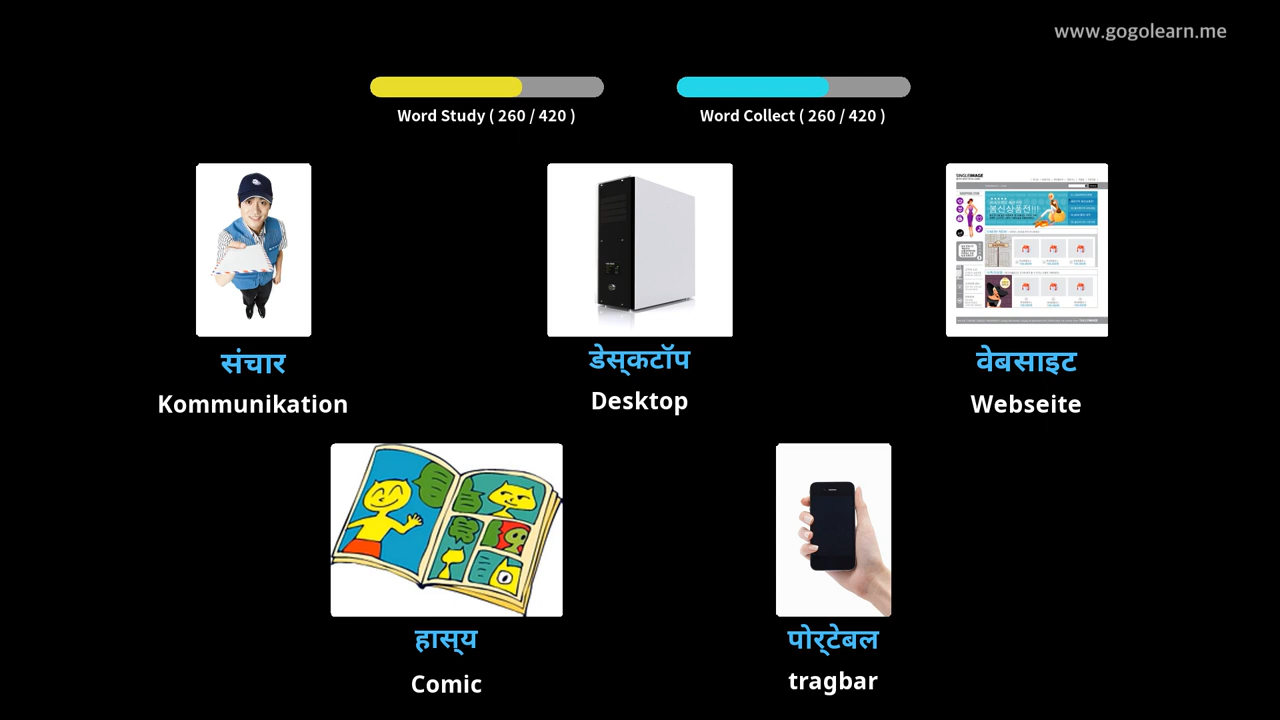 www.gogolearn.me
Word Study ( 260 / 420 )
Word Collect ( 260 / 420 )
संचार
Kommunikation
डेस्‌कटॉप
Desktop
वेबसाइट
Webseite
हास्‌य
Comic
पोर्‌टेबल
tragbar